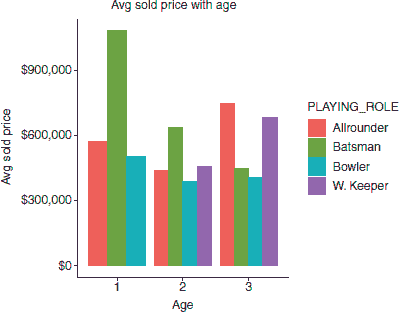 Avg sold price with age
Avg sold price
$900,000
$600,000
$300,000
$0
1 2 3
Age
PLAYING_ROLE
Allrounder
Batsman
Bowler
W. Keeper